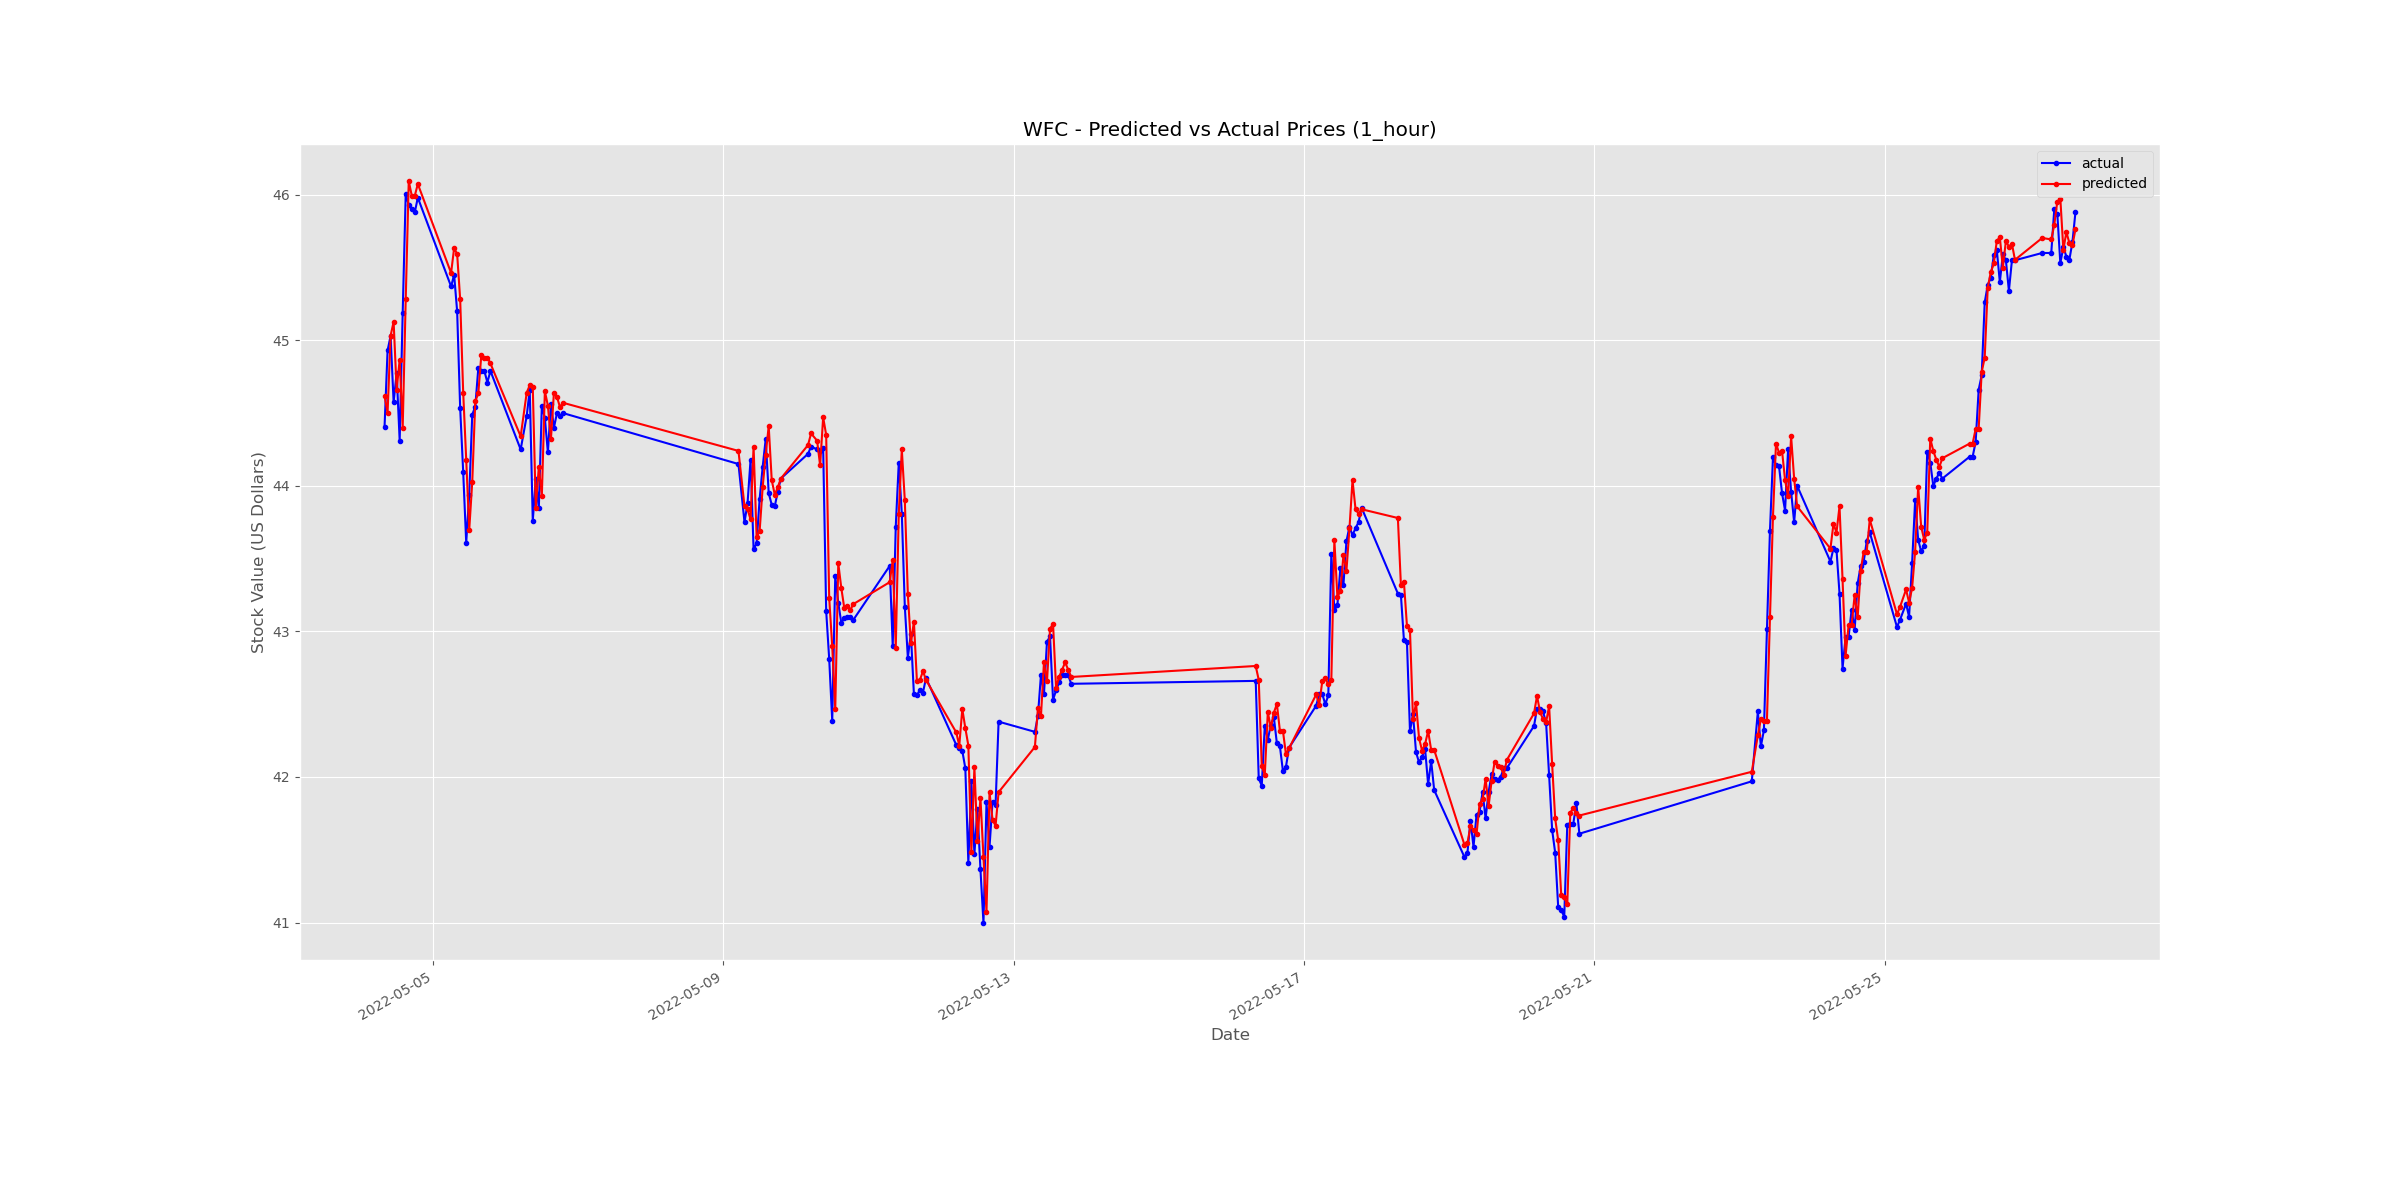 WFC - Predicted vs Actual Prices (1_hour)
actual
predicted
46
45
44
43
42
41
Stock Value (US Dollars)
2022-05-05
2022-05-09
2022-05-13
2022-05-17
2022-05-21
2022-05-25
Date